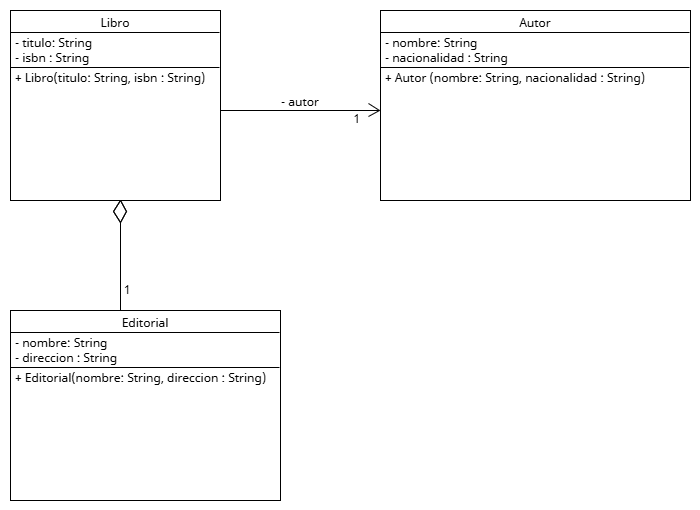 Libro
- titulo: String
- isbn : String
+ Libro(titulo: String, isbn : String)
- autor
1
Autor
- nombre: String
- nacionalidad : String
+ Autor (nombre: String, nacionalidad : String)
1
Editorial
- nombre: String
- direccion : String
+ Editorial(nombre: String, direccion : String)